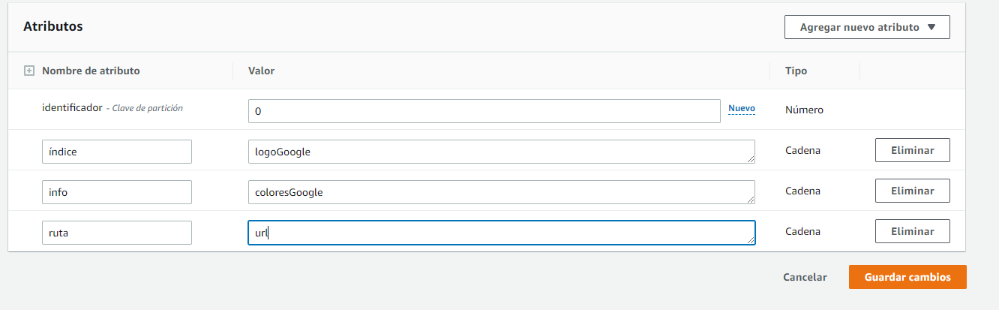 Atributos
Agregar nuevo atributo
Nombre de atributo Valor Tipo
identificador - Clave de partición 0 Nuevo Número
índice logoGoogle Cadena Eliminar
info coloresGoogle Cadena Eliminar
ruta url Cadena Eliminar
Cancelar Guardar cambios